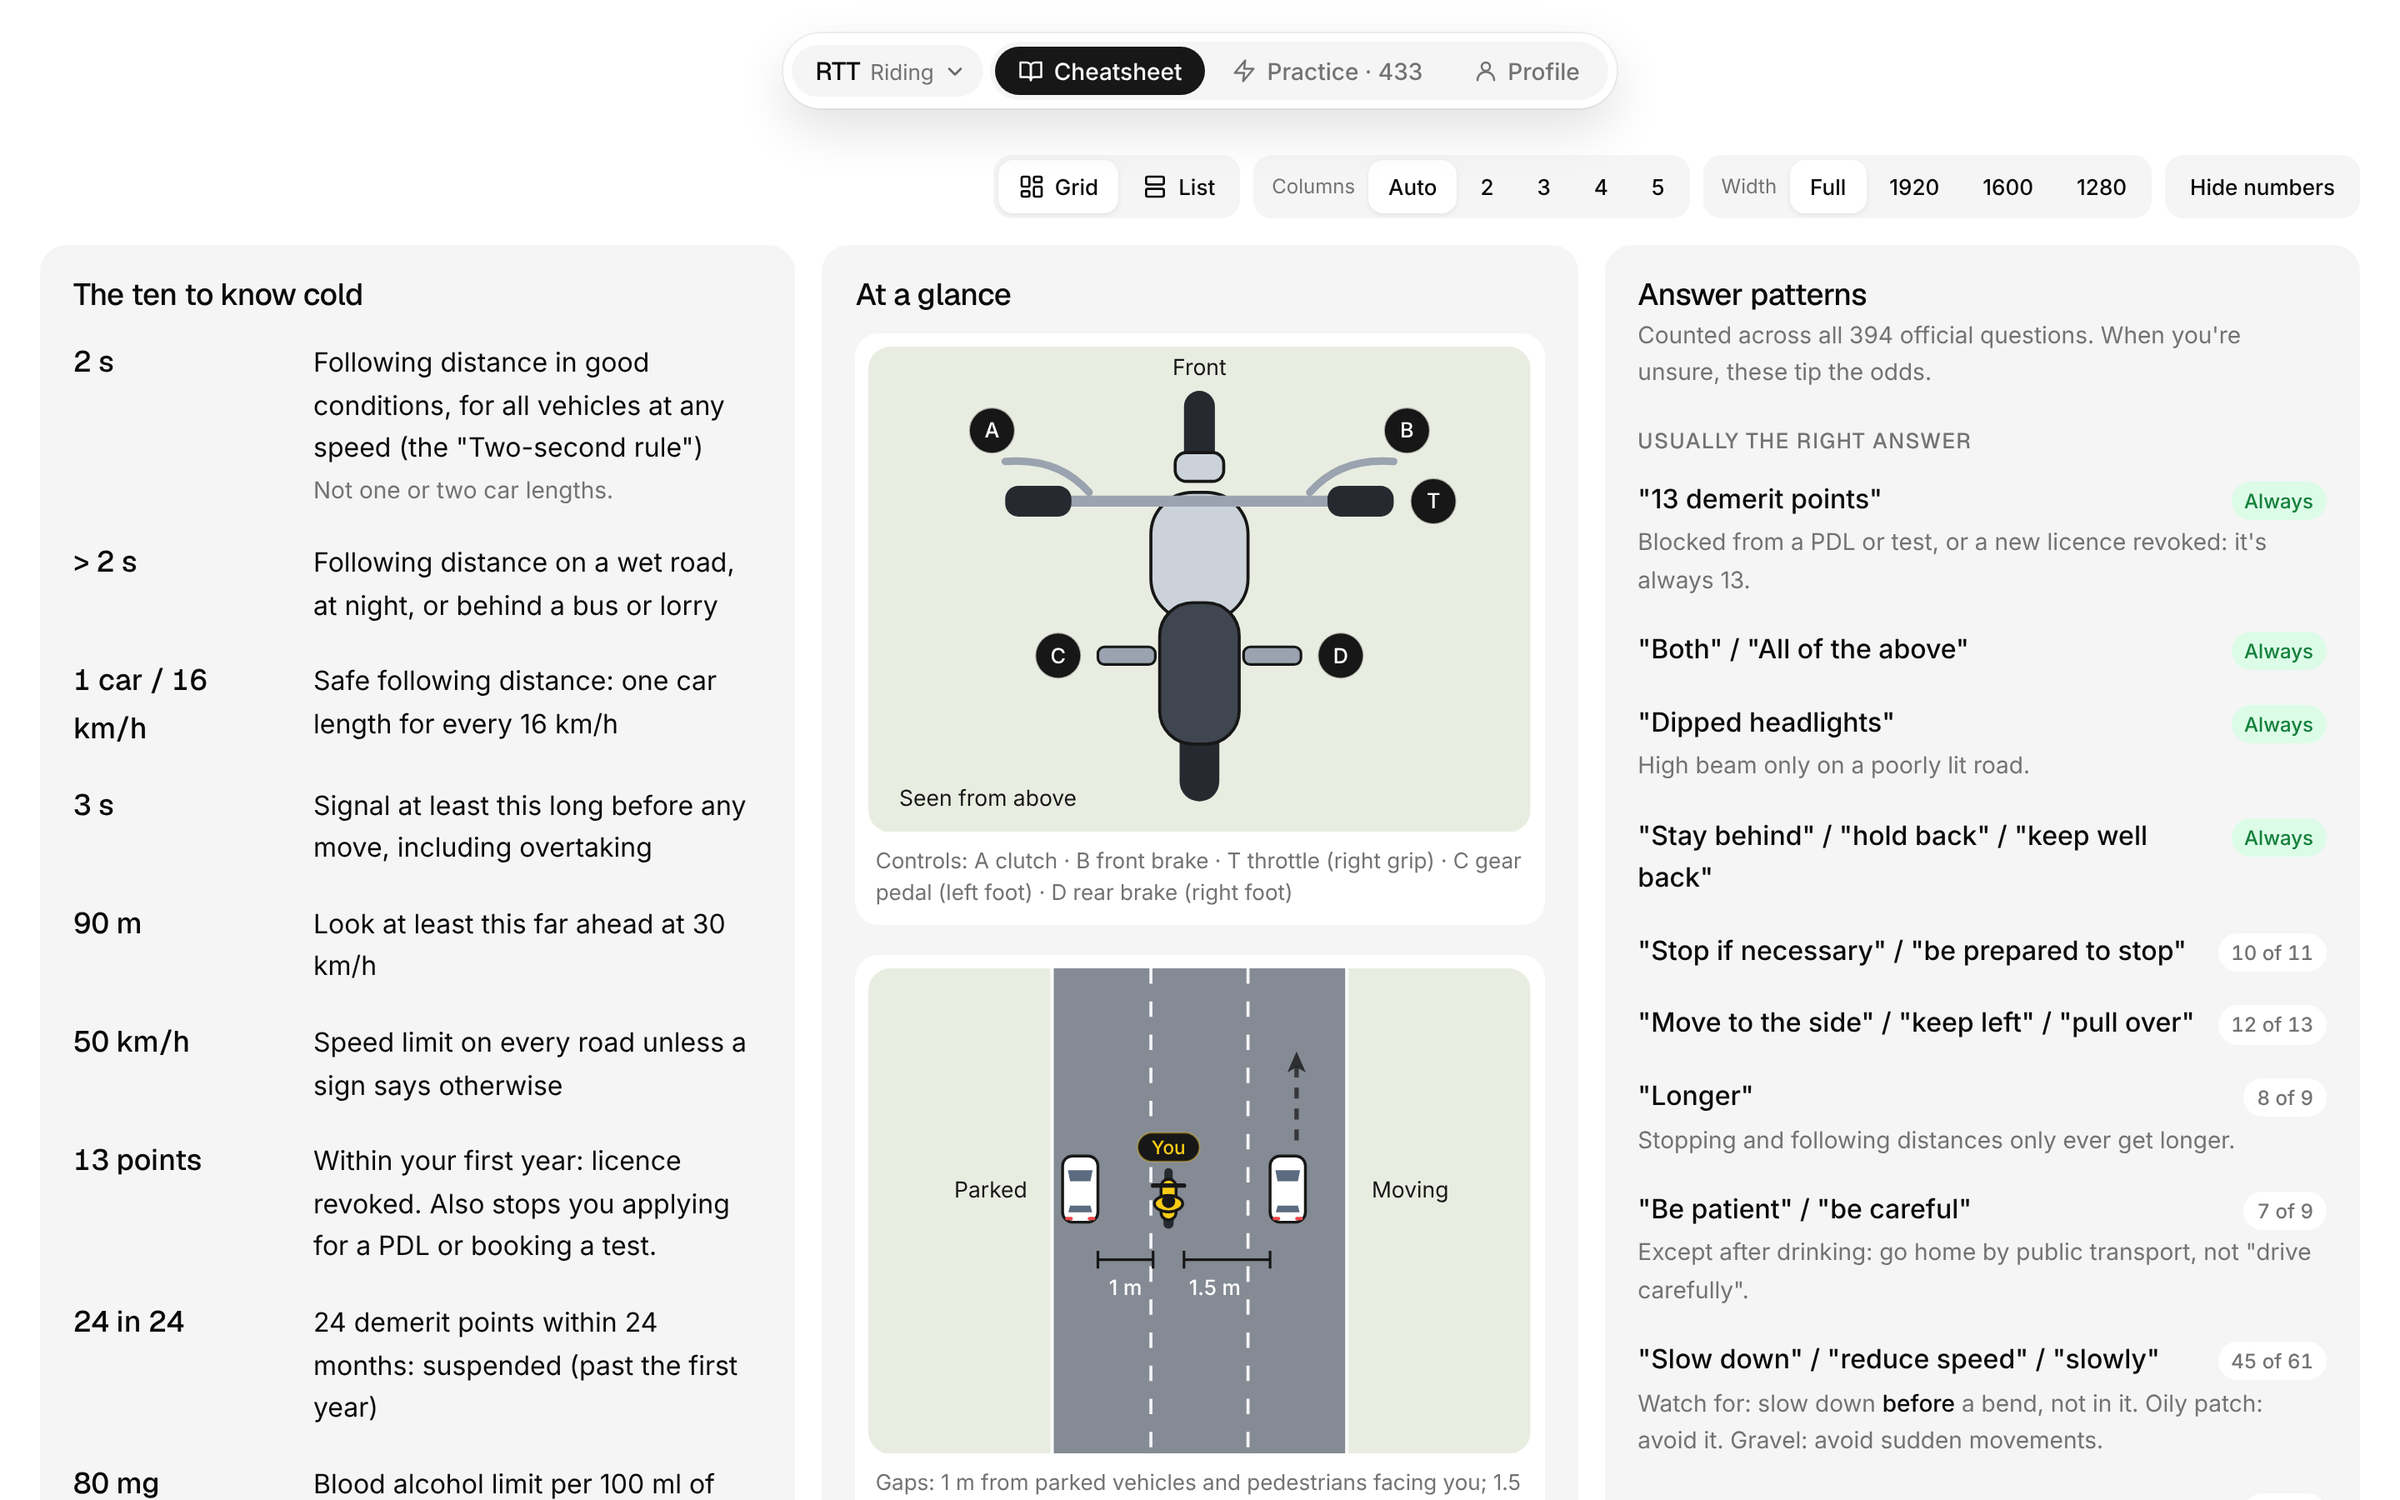 RTT Riding
Cheatsheet
Practice · 433
Profile
Grid
List
Columns
Auto
2
3
4
5
Width
Full
1920
1600
1280
Hide numbers
The ten to know cold
2 s
Following distance in good
conditions, for all vehicles at any
speed (the "Two-second rule")
Not one or two car lengths.
> 2 s
Following distance on a wet road,
at night, or behind a bus or lorry
1 car / 16
km/h
Safe following distance: one car
length for every 16 km/h
3 s
Signal at least this long before any
move, including overtaking
90 m
Look at least this far ahead at 30
km/h
50 km/h
Speed limit on every road unless a
sign says otherwise
13 points
Within your first year: licence
revoked. Also stops you applying
for a PDL or booking a test.
24 in 24
24 demerit points within 24
months: suspended (past the first
year)
80 mg
Blood alcohol limit per 100 ml of
At a glance
Front
A
B
T
C
D
Seen from above
Controls: A clutch · B front brake · T throttle (right grip) · C gear
pedal (left foot) · D rear brake (right foot)
You
Parked
Moving
1 m
1.5 m
Gaps: 1 m from parked vehicles and pedestrians facing you; 1.5
Answer patterns
Counted across all 394 official questions. When you're
unsure, these tip the odds.
USUALLY THE RIGHT ANSWER
"13 demerit points"
Always
Blocked from a PDL or test, or a new licence revoked: it's
always 13.
"Both" / "All of the above"
Always
"Dipped headlights"
Always
High beam only on a poorly lit road.
"Stay behind" / "hold back" / "keep well
back"
Always
"Stop if necessary" / "be prepared to stop"
10 of 11
"Move to the side" / "keep left" / "pull over"
12 of 13
"Longer"
8 of 9
Stopping and following distances only ever get longer.
"Be patient" / "be careful"
7 of 9
Except after drinking: go home by public transport, not "drive
carefully".
"Slow down" / "reduce speed" / "slowly"
45 of 61
Watch for: slow down before a bend, not in it. Oily patch:
avoid it. Gravel: avoid sudden movements.